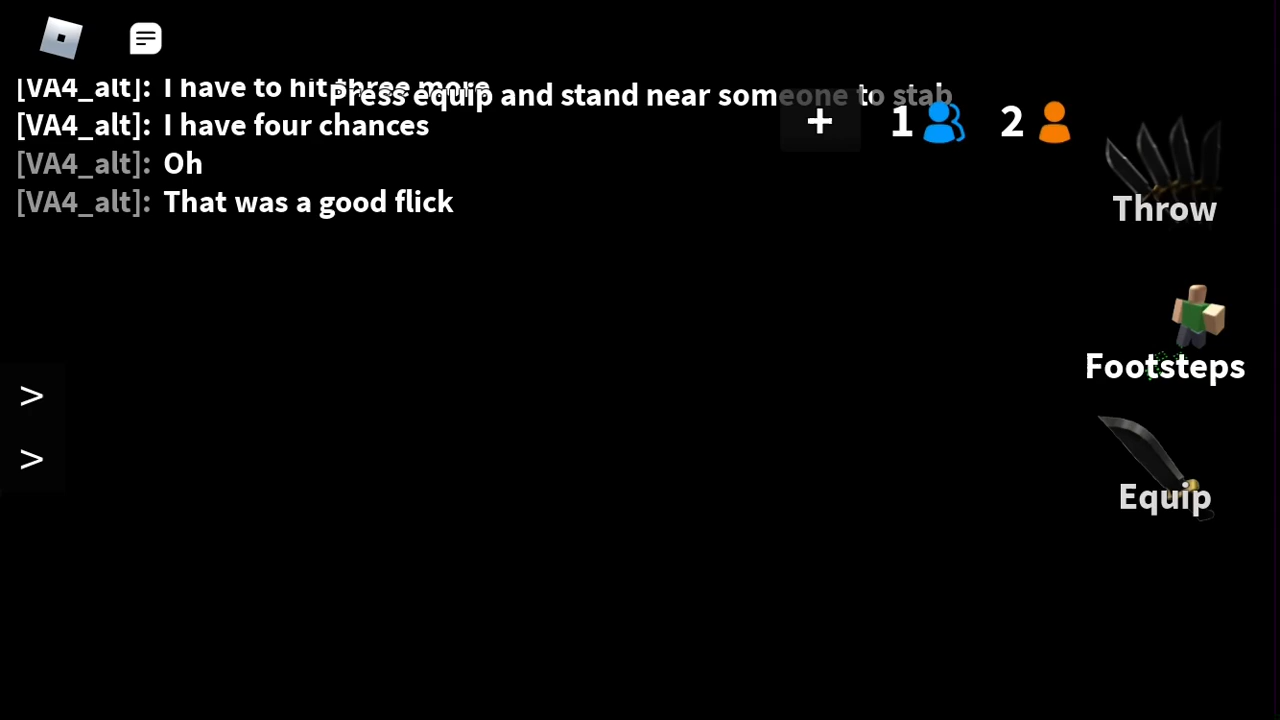 [VA4_alt]: I have to hit three more
Press equip and stand near someone to stab
[VA4_alt]: I have four chances
[VA4_alt]: Oh
[VA4_alt]: That was a good flick
+ 1 2
Throw
Footsteps
>
>
Equip